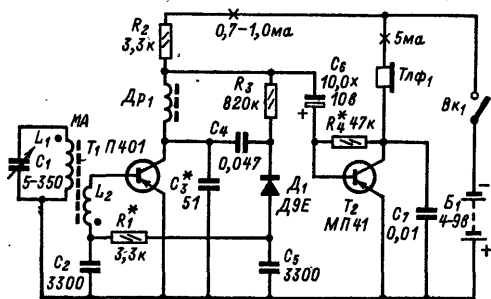 R2
3,3к
0,7-1,0ма
5ма
C6
10,0х
10в
Тлф1
Вк1
ДР1
R3
820к
МА
L1
C1
5-350
T1 П401
C4
0,047
R4* 47к
C3*
51
Д1
Д9Е
T2
МП41
C7
0,01
Б1
4-9в
L2
R1*
3,3к
C2
3300
C5
3300